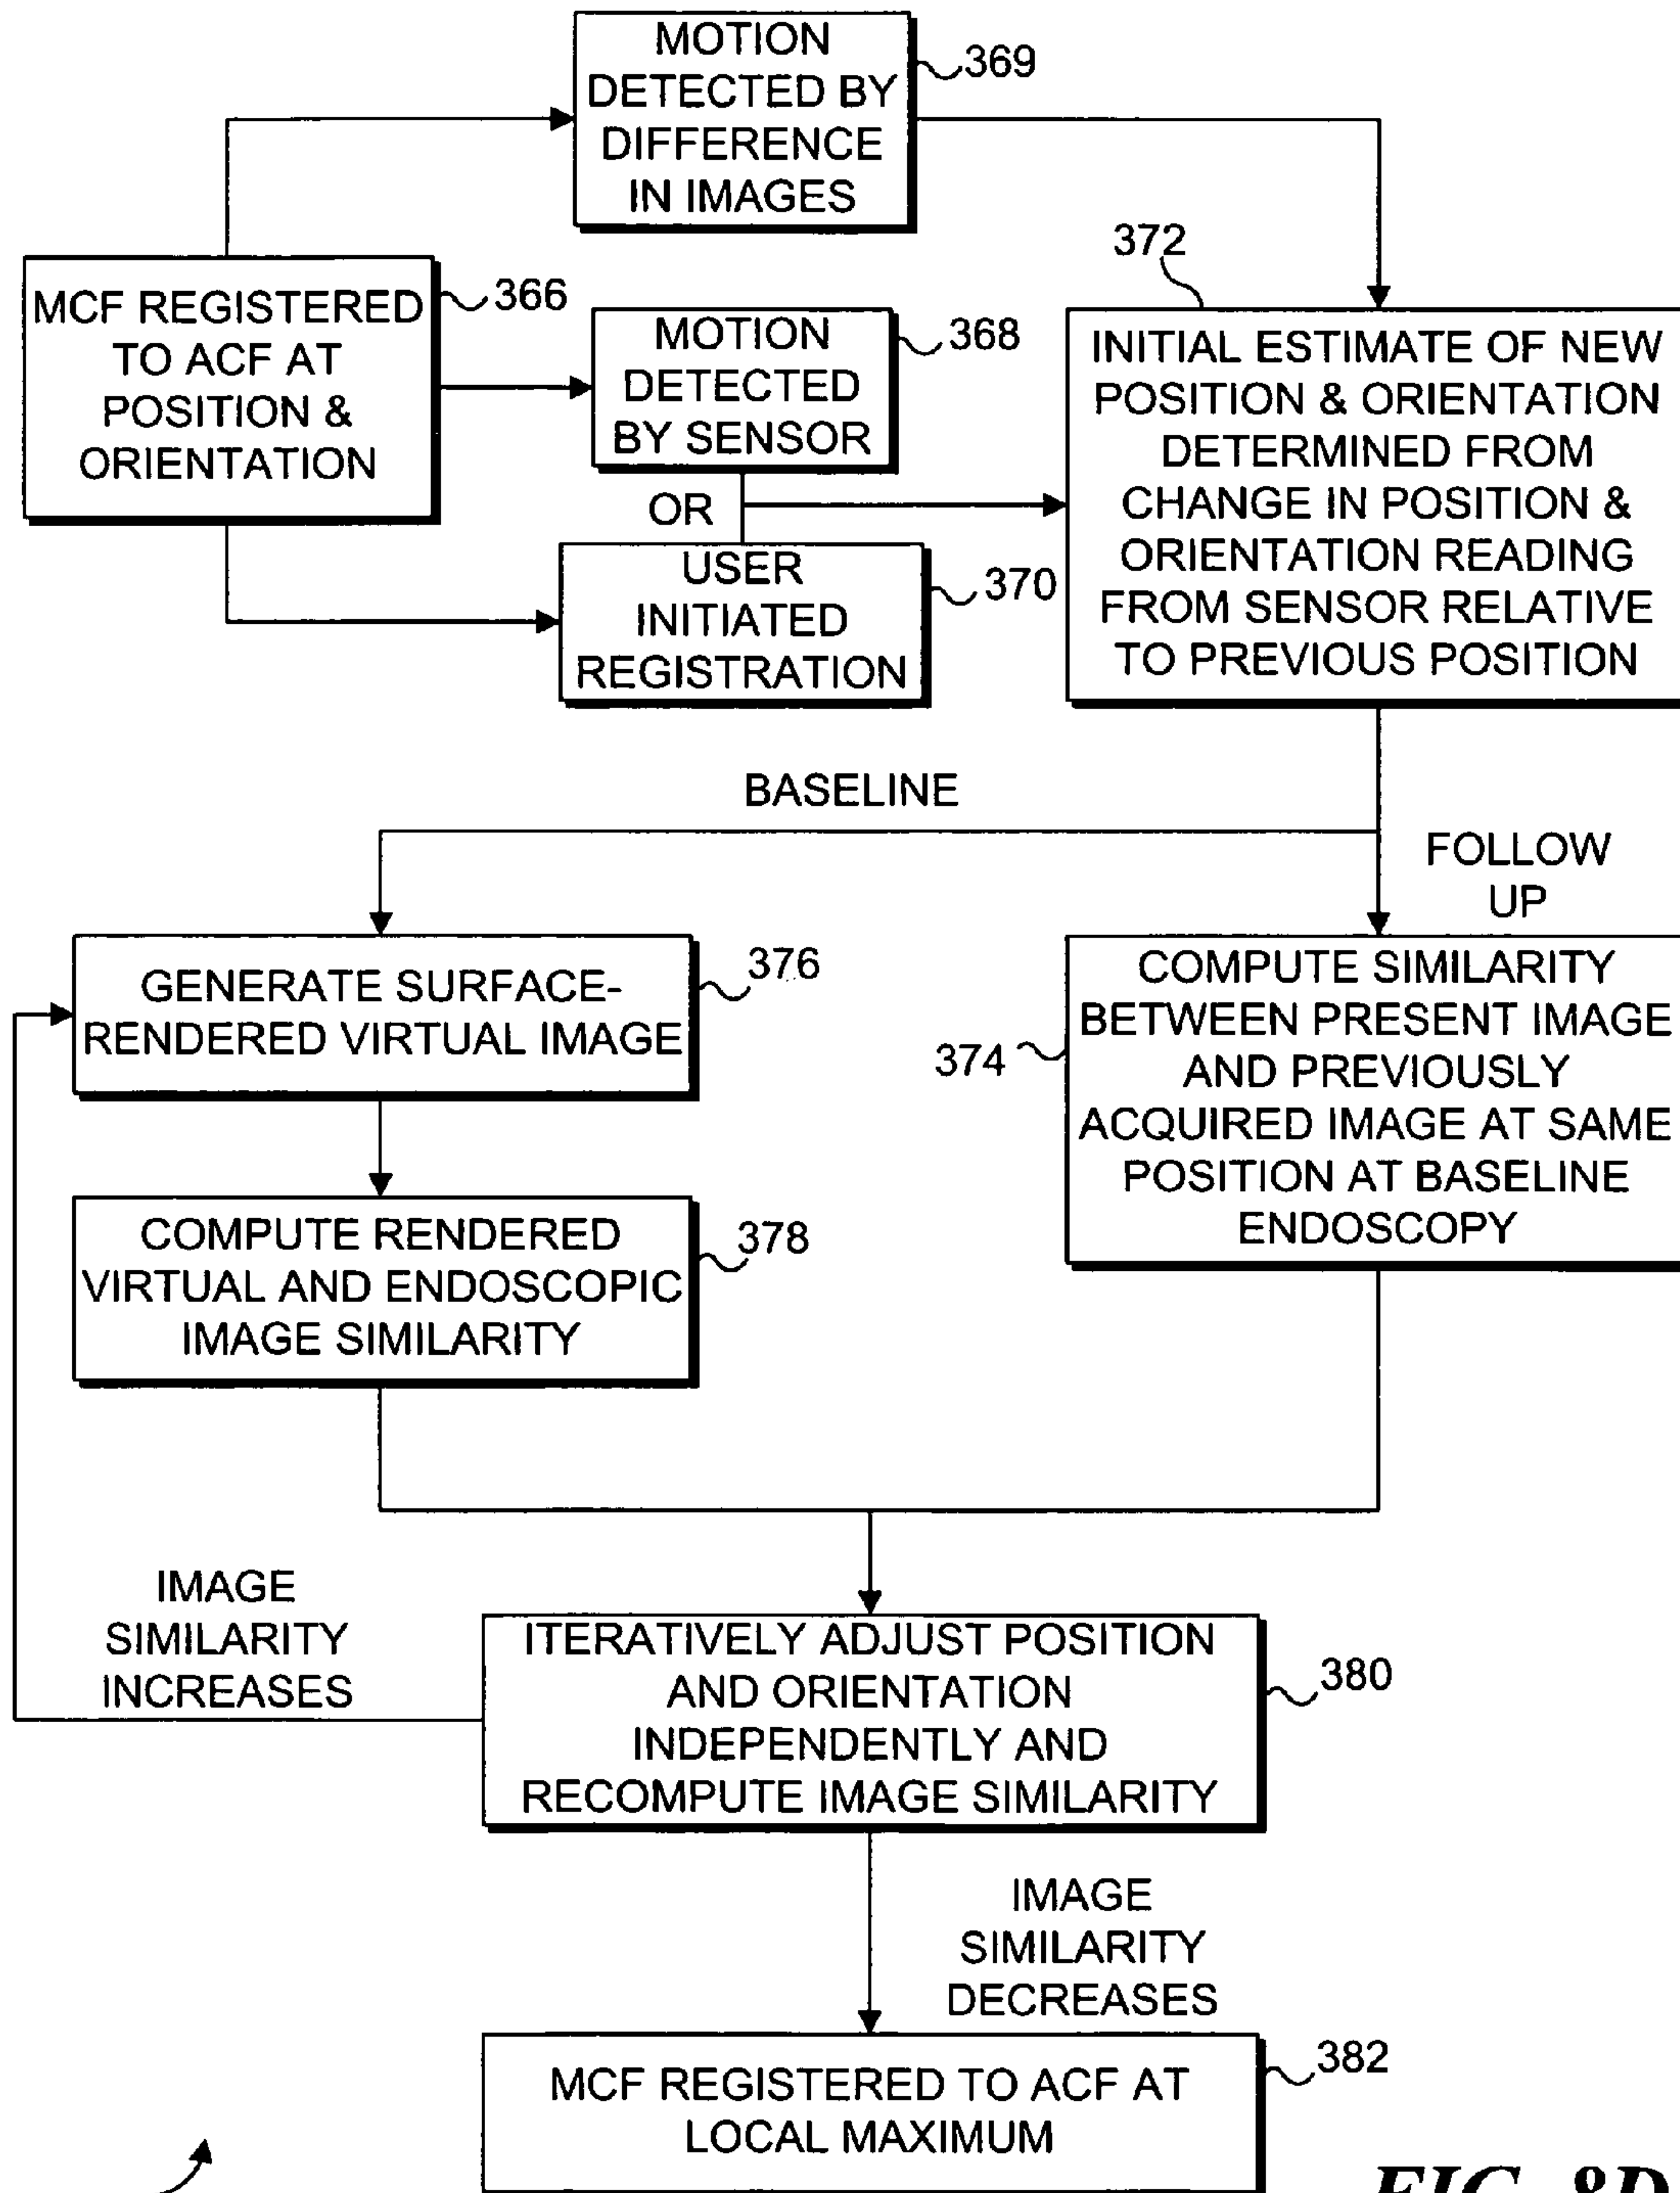 MOTION
DETECTED BY
DIFFERENCE
IN IMAGES
369
MCF REGISTERED
TO ACF AT
POSITION &
ORIENTATION
366
MOTION
DETECTED
BY SENSOR
368
OR
USER
INITIATED
REGISTRATION
370
372
INITIAL ESTIMATE OF NEW
POSITION & ORIENTATION
DETERMINED FROM
CHANGE IN POSITION &
ORIENTATION READING
FROM SENSOR RELATIVE
TO PREVIOUS POSITION
BASELINE
FOLLOW
UP
GENERATE SURFACE-
RENDERED VIRTUAL IMAGE
376
COMPUTE SIMILARITY
BETWEEN PRESENT IMAGE
AND PREVIOUSLY
ACQUIRED IMAGE AT SAME
POSITION AT BASELINE
ENDOSCOPY
374
COMPUTE RENDERED
VIRTUAL AND ENDOSCOPIC
IMAGE SIMILARITY
378
IMAGE
SIMILARITY
INCREASES
ITERATIVELY ADJUST POSITION
AND ORIENTATION
INDEPENDENTLY AND
RECOMPUTE IMAGE SIMILARITY
380
IMAGE
SIMILARITY
DECREASES
MCF REGISTERED TO ACF AT
LOCAL MAXIMUM
382
FIG. 8D